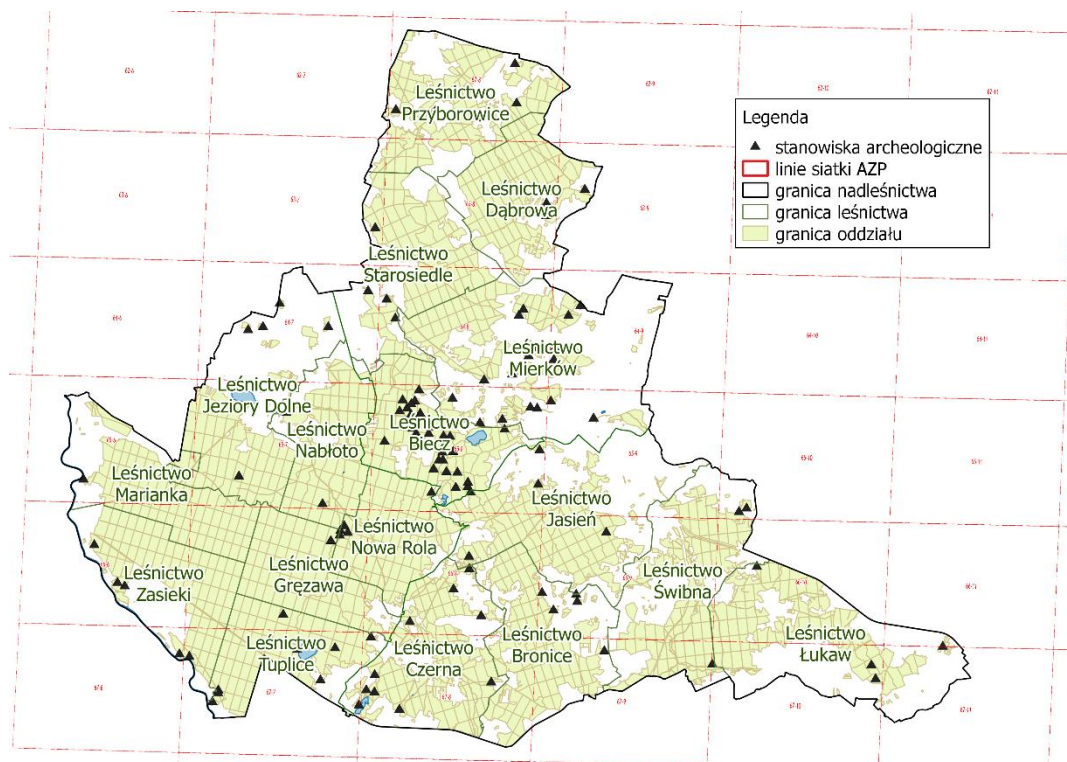 Leśnictwo
Przyborowice
Legenda
stanowiska archeologiczne
linie siatki AZP
granica nadleśnictwa
granica leśnictwa
granica oddziału
Leśnictwo
Dąbrowa
Leśnictwo
Starosiedle
Leśnictwo
Mierków
Leśnictwo
Jeziory Dolne
Leśnictwo
Nabłoto
Leśnictwo
Biecz
Leśnictwo
Marianka
Leśnictwo
Jasień
Leśnictwo
Nowa Rola
Leśnictwo
Zasieki
Leśnictwo
Gręzawa
Leśnictwo
Świbna
Leśnictwo
Tuplice
Leśnictwo
Czerna
Leśnictwo
Bronice
Leśnictwo
Łukaw